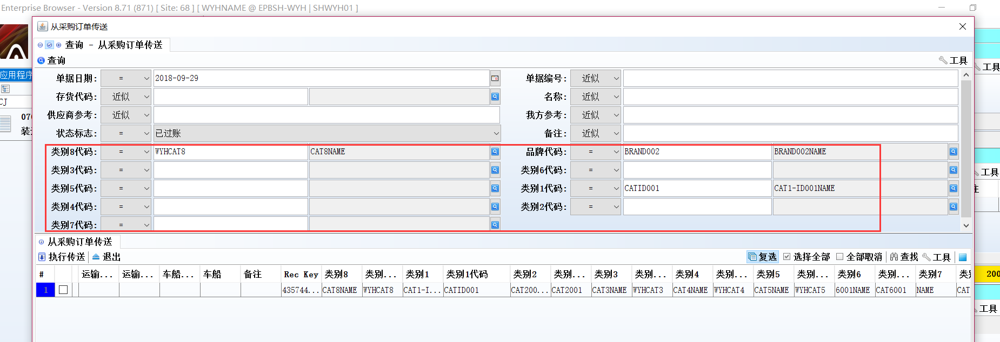 Enterprise Browser - Version 8.71 (871) [ Site: 68 ] [ WYHNAME @ EPBSH-WYH | SHWYH01 ]
从采购订单传送
查询 - 从采购订单传送
查询 工具
单据日期: = 2018-09-29 单据编号: 近似
存货代码: 近似 名称: 近似
供应商参考: 近似 我方参考: 近似
状态标志: = 已过账 备注: 近似
类别8代码: = WYHCAT8 CAT8NAME 品牌代码: = BRAND002 BRAND002NAME
类别3代码: = 类别6代码: =
类别5代码: = 类别1代码: = CATID001 CAT1-ID001NAME
类别4代码: = 类别2代码: =
类别7代码: =
从采购订单传送
执行传送 退出 复选 选择全部 全部取消 查找 工具
# 运输... 运输... 车船... 车船 备注 Rec Key 类别8 类别... 类别1 类别1代码 类别2 类别... 类别3 类别... 类别4 类别... 类别5 类别... 类别6 类别... 类别7
1 435744... CAT8NAME WYHCAT8 CAT1-I... CATID001 CAT200... CAT2001 CAT3NAME WYHCAT3 CAT4NAME WYHCAT4 CAT5NAME WYHCAT5 6001NAME CAT6001 NAME CAT
应用程序
CJ
070
工具
工具
200
工具